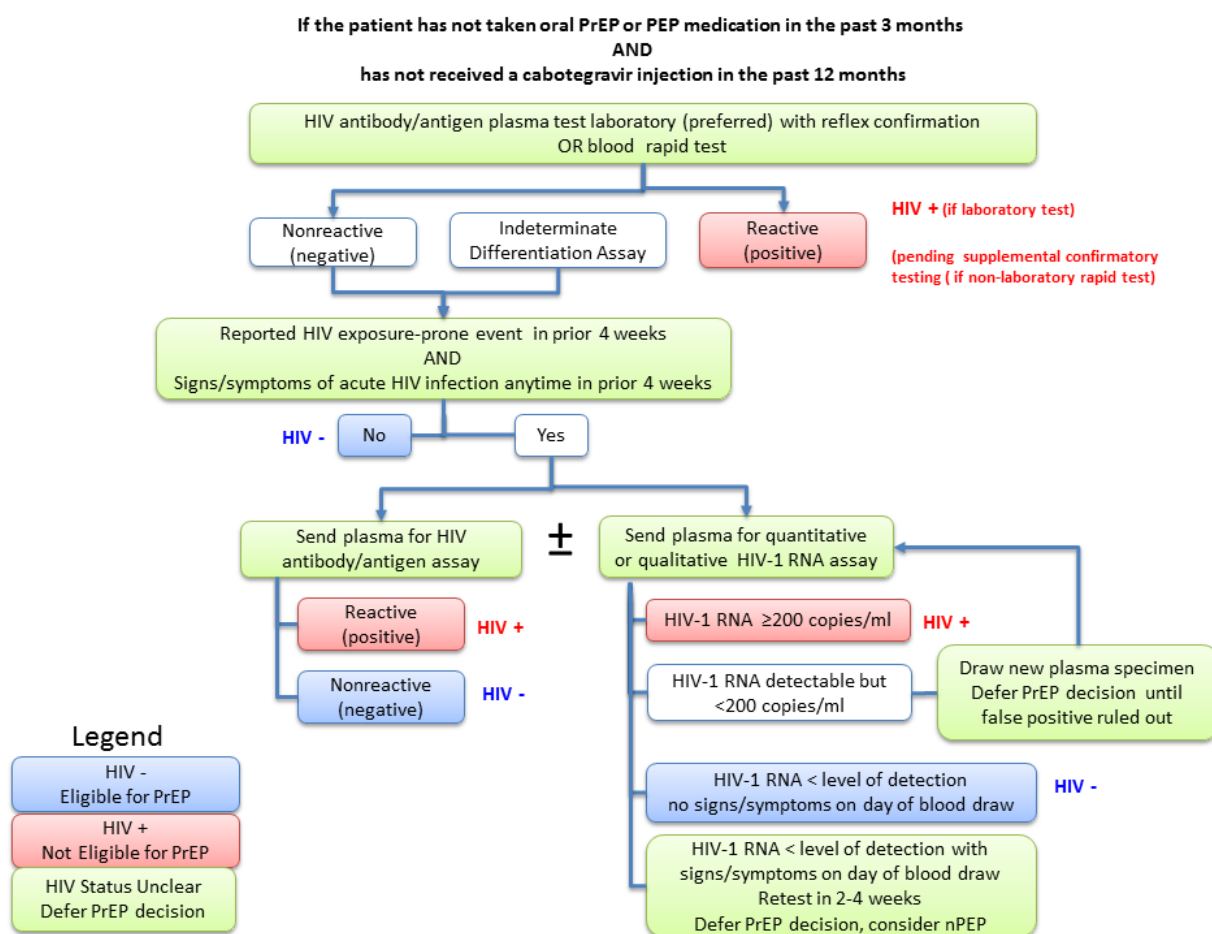 If the patient has not taken oral PrEP or PEP medication in the past 3 months
AND
has not received a cabotegravir injection in the past 12 months
HIV antibody/antigen plasma test laboratory (preferred) with reflex confirmation
OR blood rapid test
Nonreactive
(negative)
Indeterminate
Differentiation Assay
Reactive
(positive)
HIV + (if laboratory test)
(pending supplemental confirmatory
testing ( if non-laboratory rapid test)
Reported HIV exposure-prone event in prior 4 weeks
AND
Signs/symptoms of acute HIV infection anytime in prior 4 weeks
HIV -
No
Yes
Send plasma for HIV
antibody/antigen assay
±
Send plasma for quantitative
or qualitative HIV-1 RNA assay
Reactive
(positive)
HIV +
Nonreactive
(negative)
HIV -
HIV-1 RNA ≥200 copies/ml
HIV +
HIV-1 RNA detectable but
<200 copies/ml
Draw new plasma specimen
Defer PrEP decision until
false positive ruled out
HIV-1 RNA < level of detection
no signs/symptoms on day of blood draw
HIV -
HIV-1 RNA < level of detection with
signs/symptoms on day of blood draw
Retest in 2-4 weeks
Defer PrEP decision, consider nPEP
Legend
HIV -
Eligible for PrEP
HIV +
Not Eligible for PrEP
HIV Status Unclear
Defer PrEP decision